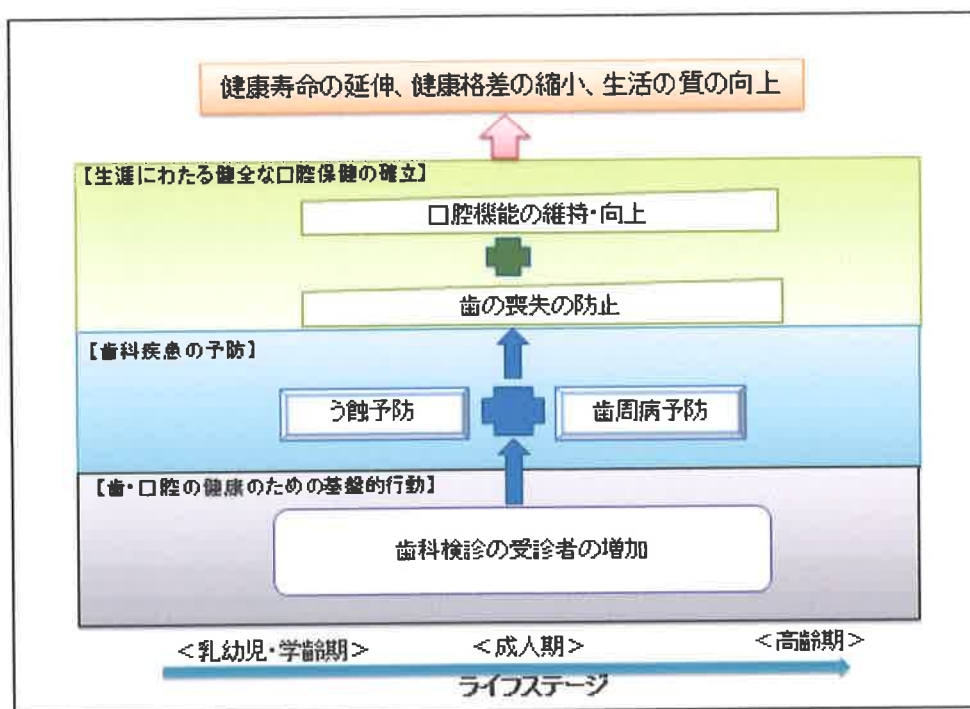 健康寿命の延伸、健康格差の縮小、生活の質の向上
【生涯にわたる健全な口腔保健の確立】
口腔機能の維持・向上
歯の喪失の防止
【歯科疾患の予防】
う蝕予防
歯周病予防
【歯・口腔の健康のための基盤的行動】
歯科検診の受診者の増加
＜乳幼児・学齢期＞
＜成人期＞
＜高齢期＞
ライフステージ